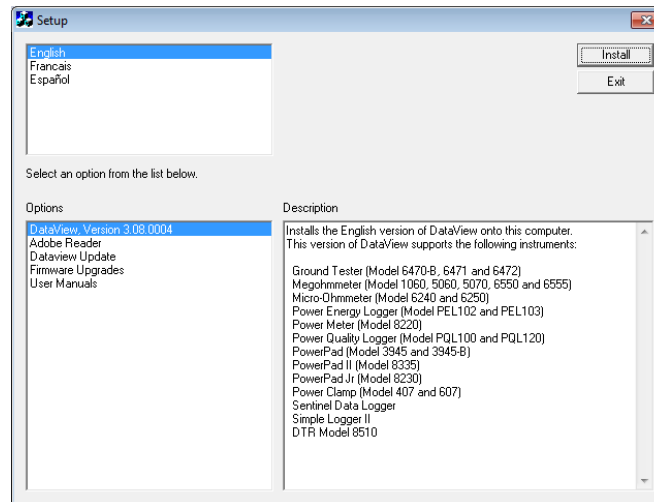 Setup
English
Francais
Español
Install
Exit
Select an option from the list below.
Options
DataView, Version 3.08.0004
Adobe Reader
Dataview Update
Firmware Upgrades
User Manuals
Description
Installs the English version of DataView onto this computer.
This version of DataView supports the following instruments:
Ground Tester (Model 6470-B, 6471 and 6472)
Megohmmeter (Model 1060, 5060, 5070, 6550 and 6555)
Micro-Ohmmeter (Model 6240 and 6250)
Power Energy Logger (Model PEL102 and PEL103)
Power Meter (Model 8220)
Power Quality Logger (Model PQL100 and PQL120)
PowerPad (Model 3945 and 3945-B)
PowerPad II (Model 8335)
PowerPad Jr (Model 8230)
Power Clamp (Model 407 and 607)
Sentinel Data Logger
Simple Logger II
DTR Model 8510